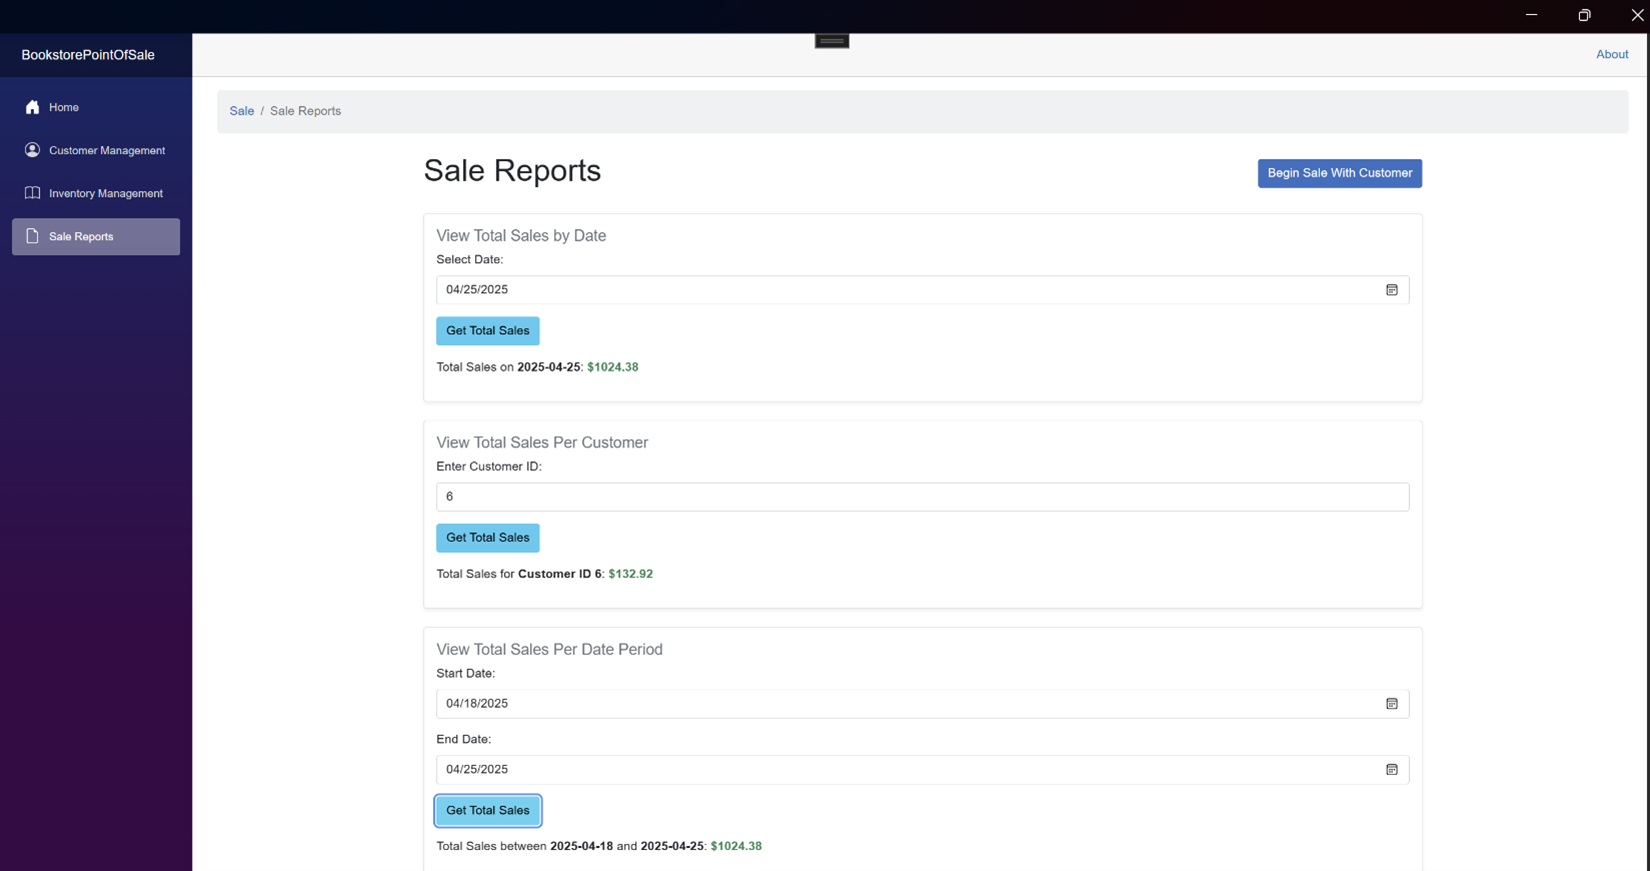 BookstorePointOfSale
About
Home
Customer Management
Inventory Management
Sale Reports
Sale / Sale Reports
Sale Reports
Begin Sale With Customer
View Total Sales by Date
Select Date:
04/25/2025
Get Total Sales
Total Sales on 2025-04-25: $1024.38
View Total Sales Per Customer
Enter Customer ID:
6
Get Total Sales
Total Sales for Customer ID 6: $132.92
View Total Sales Per Date Period
Start Date:
04/18/2025
End Date:
04/25/2025
Get Total Sales
Total Sales between 2025-04-18 and 2025-04-25: $1024.38